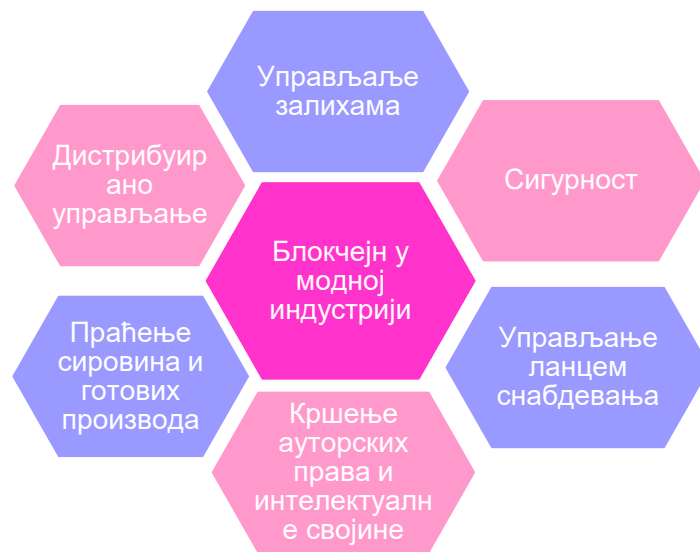 Управљаље
залихама
Дистрибуир
ано
управљање
Сигурност
Блокчејн у
модној
индустрији
Праћење
сировина и
готових
производа
Управљање
ланцем
снабдевања
Кршење
ауторских
права и
интелектуалн
е својине